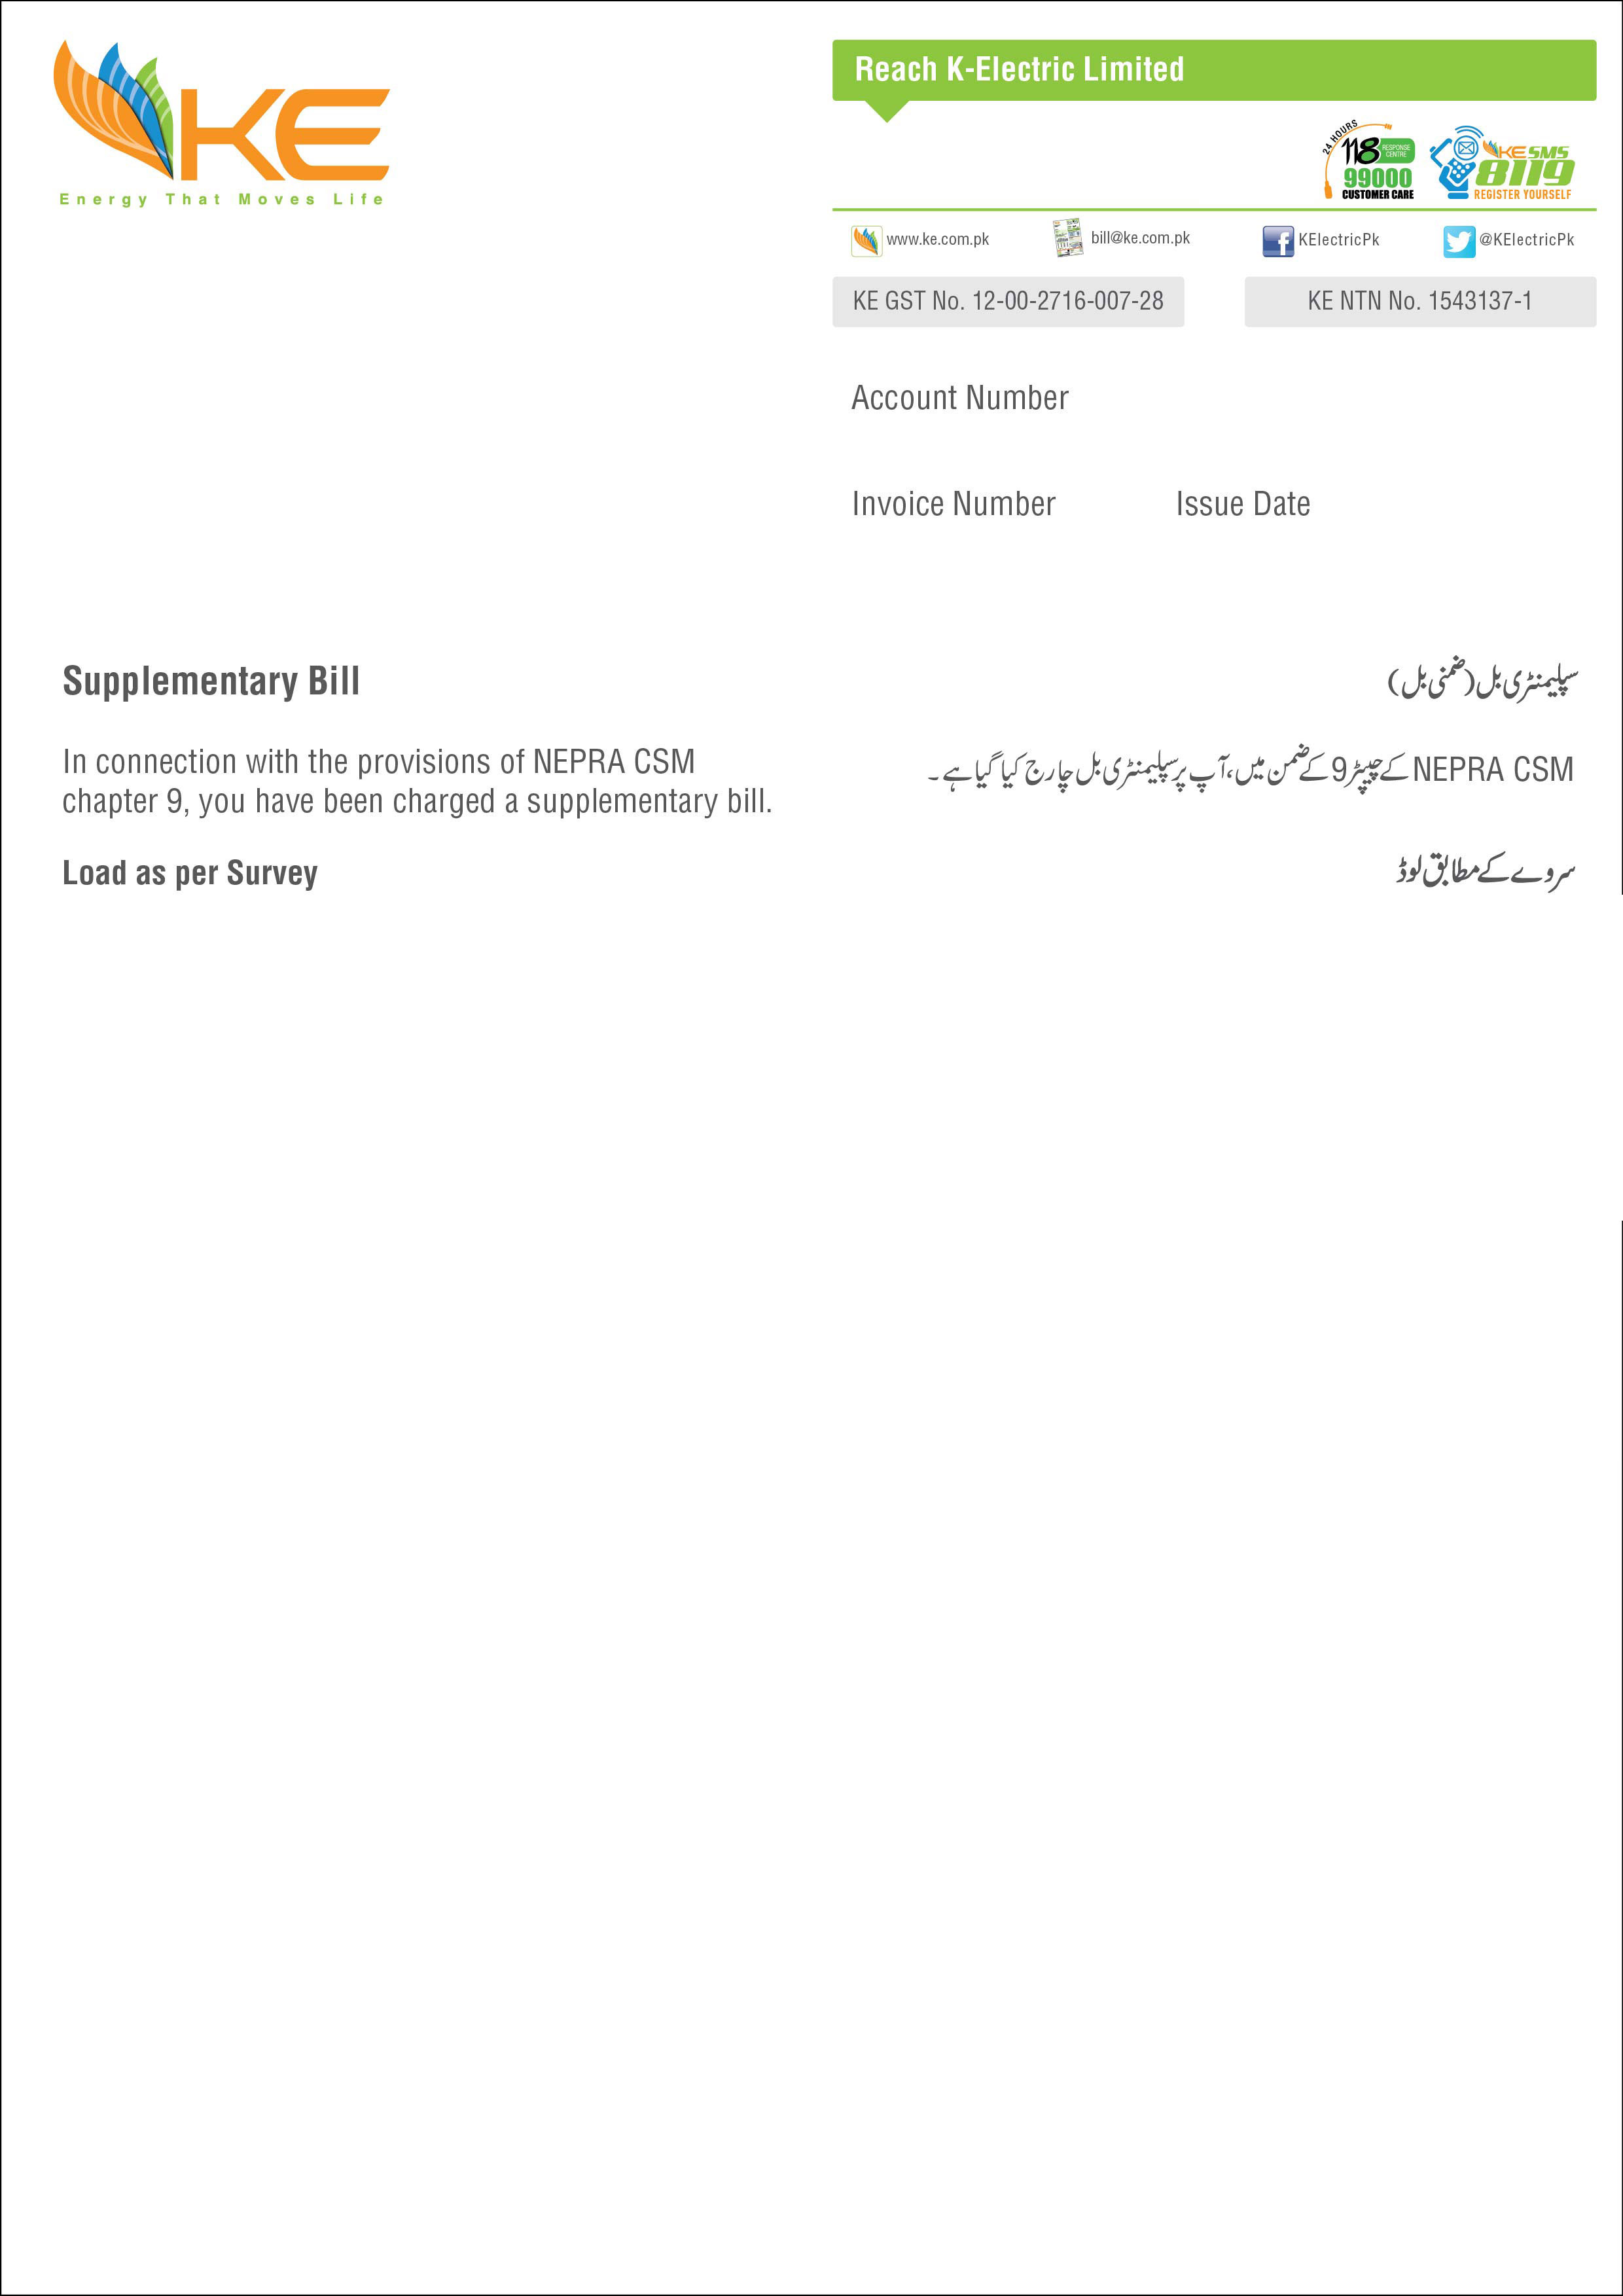 KE
Energy That Moves Life
Reach K-Electric Limited
24 HOURS
118 RESPONSE CENTRE
99000
CUSTOMER CARE
KE SMS
8119
REGISTER YOURSELF
www.ke.com.pk
bill@ke.com.pk
KElectricPk
@KElectricPk
KE GST No. 12-00-2716-007-28
KE NTN No. 1543137-1
Account Number
Invoice Number
Issue Date
Supplementary Bill
سپلیمنٹری بل (ضمنی بل)
In connection with the provisions of NEPRA CSM
chapter 9, you have been charged a supplementary bill.
NEPRA CSM کے چیپٹر 9 کے ضمن میں، آپ پر سپلیمنٹری بل چارج کیا گیا ہے۔
Load as per Survey
سروے کے مطابق لوڈ